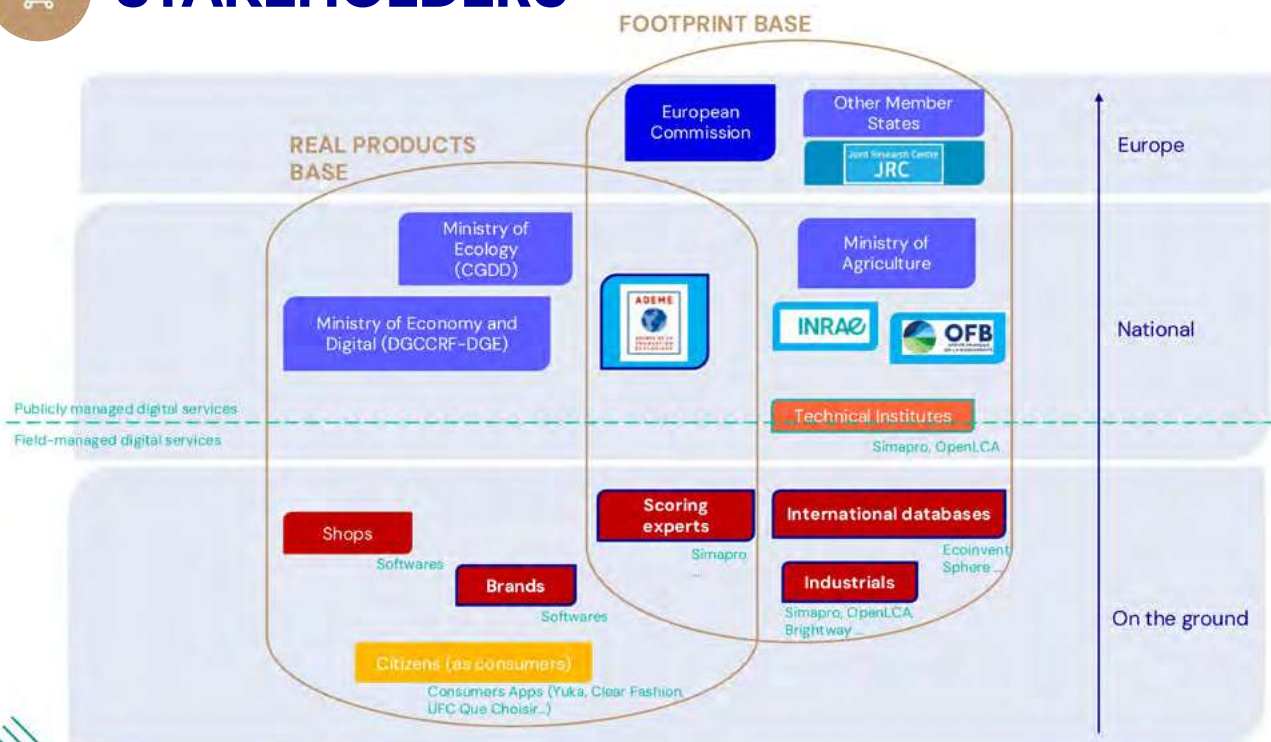 STAKEHOLDERS
FOOTPRINT BASE
European
Commission
Other Member
States
Joint Research Centre
JRC
Europe
REAL PRODUCTS
BASE
Ministry of
Ecology
(CGDD)
Ministry of
Agriculture
Ministry of Economy and
Digital (DGCCRF-DGE)
ADEME
INRAE
OFB
National
Publicly managed digital services
Field-managed digital services
Technical Institutes
Simapro, OpenLCA
Scoring
experts
Simapro
...
International databases
Ecoinvent
Sphere ...
Shops
Softwares
Brands
Softwares
Industrials
Simapro, OpenLCA
Brightway ...
On the ground
Citizens (as consumers)
Consumers Apps (Yuka, Clear Fashion,
UFC Que Choisir...)